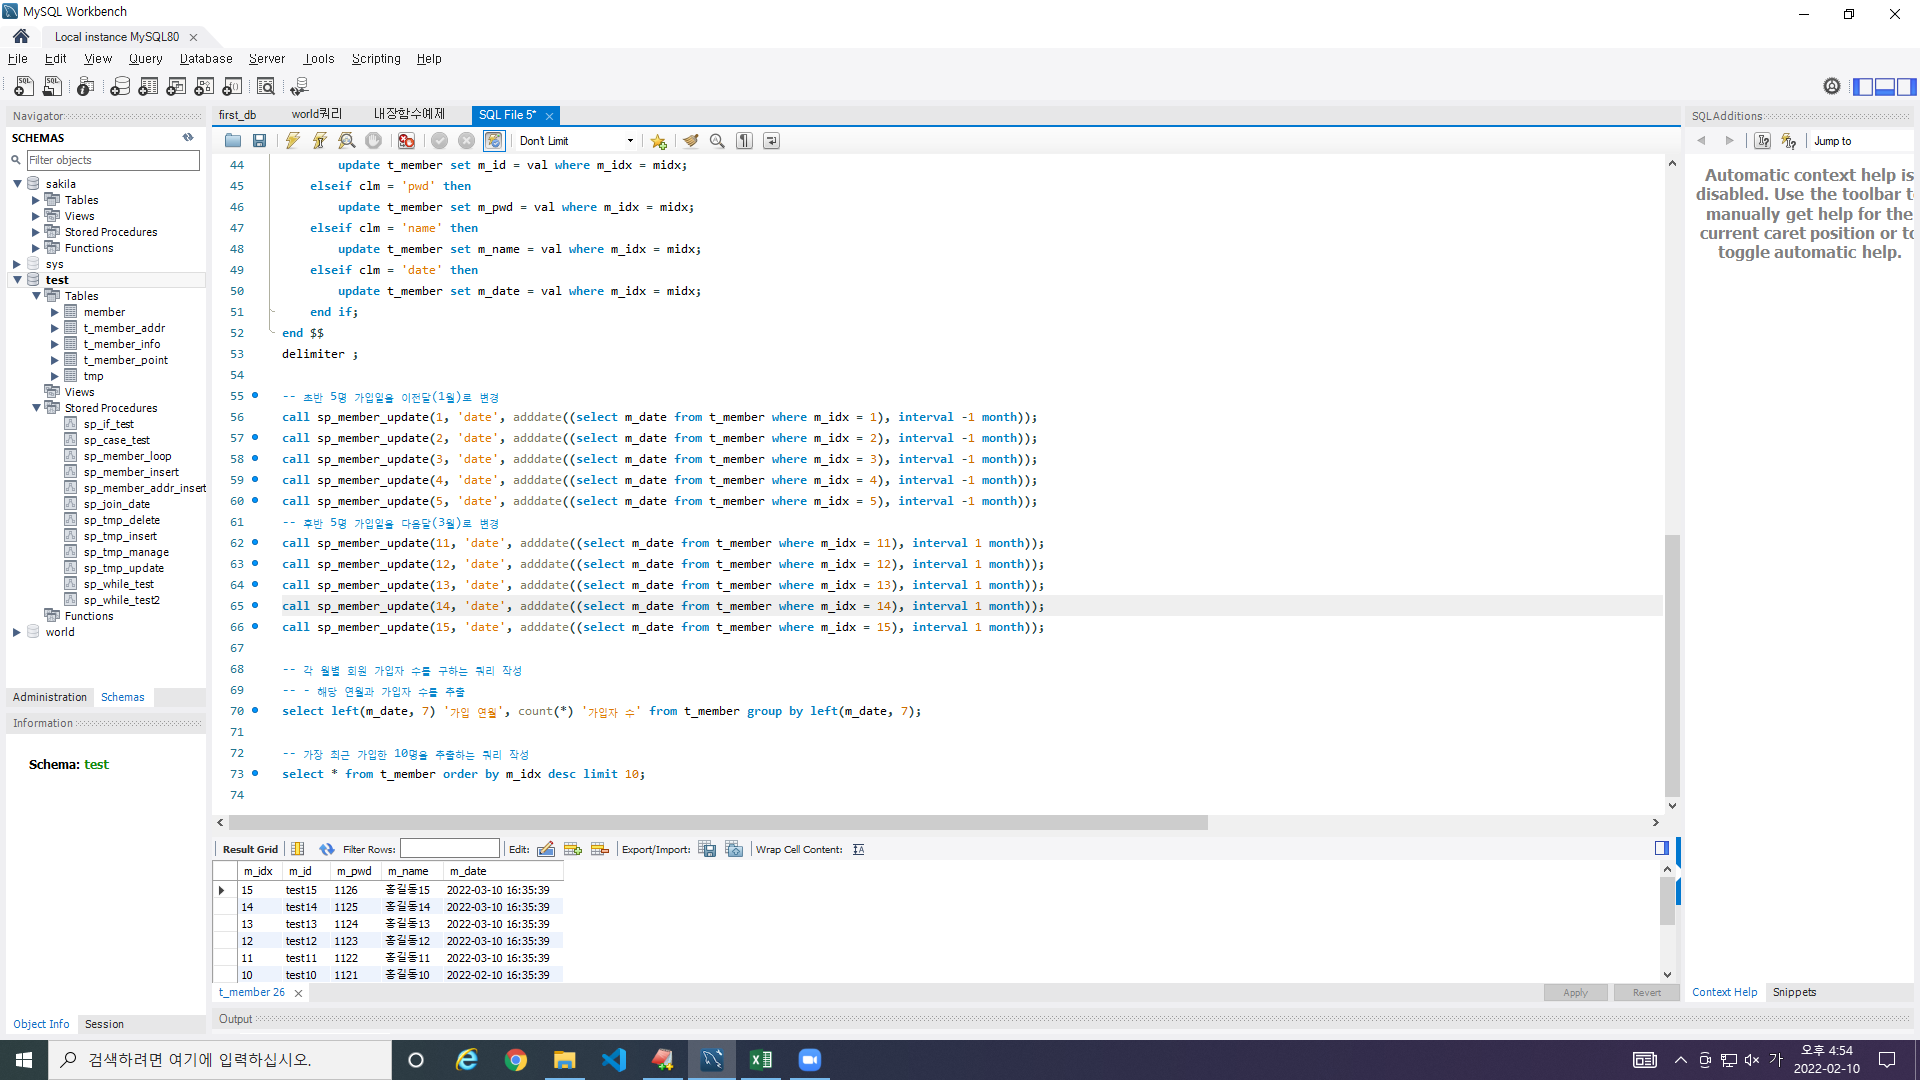 MySQL Workbench
Local instance MySQL80
File Edit View Query Database Server Tools Scripting Help
Navigator
SCHEMAS
Filter objects
sakila
Tables
Views
Stored Procedures
Functions
sys
test
Tables
member
t_member_addr
t_member_info
t_member_point
tmp
Views
Stored Procedures
sp_if_test
sp_case_test
sp_member_loop
sp_member_insert
sp_member_addr_insert
sp_join_date
sp_tmp_delete
sp_tmp_insert
sp_tmp_manage
sp_tmp_update
sp_while_test
sp_while_test2
Functions
world
Administration Schemas
Information
Schema: test
Object Info Session
first_db world쿼리 내장함수예제 SQL File 5*
Don't Limit
44 update t_member set m_id = val where m_idx = midx;
45 elseif clm = 'pwd' then
46 update t_member set m_pwd = val where m_idx = midx;
47 elseif clm = 'name' then
48 update t_member set m_name = val where m_idx = midx;
49 elseif clm = 'date' then
50 update t_member set m_date = val where m_idx = midx;
51 end if;
52 end $$
53 delimiter ;
54
55 -- 초반 5명 가입일을 이전달(1월)로 변경
56 call sp_member_update(1, 'date', adddate((select m_date from t_member where m_idx = 1), interval -1 month));
57 call sp_member_update(2, 'date', adddate((select m_date from t_member where m_idx = 2), interval -1 month));
58 call sp_member_update(3, 'date', adddate((select m_date from t_member where m_idx = 3), interval -1 month));
59 call sp_member_update(4, 'date', adddate((select m_date from t_member where m_idx = 4), interval -1 month));
60 call sp_member_update(5, 'date', adddate((select m_date from t_member where m_idx = 5), interval -1 month));
61 -- 후반 5명 가입일을 다음달(3월)로 변경
62 call sp_member_update(11, 'date', adddate((select m_date from t_member where m_idx = 11), interval 1 month));
63 call sp_member_update(12, 'date', adddate((select m_date from t_member where m_idx = 12), interval 1 month));
64 call sp_member_update(13, 'date', adddate((select m_date from t_member where m_idx = 13), interval 1 month));
65 call sp_member_update(14, 'date', adddate((select m_date from t_member where m_idx = 14), interval 1 month));
66 call sp_member_update(15, 'date', adddate((select m_date from t_member where m_idx = 15), interval 1 month));
67
68 -- 각 월별 회원 가입자 수를 구하는 쿼리 작성
69 -- - 해당 연월과 가입자 수를 추출
70 select left(m_date, 7) '가입 연월', count(*) '가입자 수' from t_member group by left(m_date, 7);
71
72 -- 가장 최근 가입한 10명을 추출하는 쿼리 작성
73 select * from t_member order by m_idx desc limit 10;
74
Result Grid Filter Rows: Edit: Export/Import: Wrap Cell Content:
m_idx m_id m_pwd m_name m_date
15 test15 1126 홍길동15 2022-03-10 16:35:39
14 test14 1125 홍길동14 2022-03-10 16:35:39
13 test13 1124 홍길동13 2022-03-10 16:35:39
12 test12 1123 홍길동12 2022-03-10 16:35:39
11 test11 1122 홍길동11 2022-03-10 16:35:39
10 test10 1121 홍길동10 2022-02-10 16:35:39
t_member 26
Apply Revert
Output
SQLAdditions
Jump to
Automatic context help is
disabled. Use the toolbar t
manually get help for the
current caret position or to
toggle automatic help.
Context Help Snippets
검색하려면 여기에 입력하십시오.
가
오후 4:54
2022-02-10